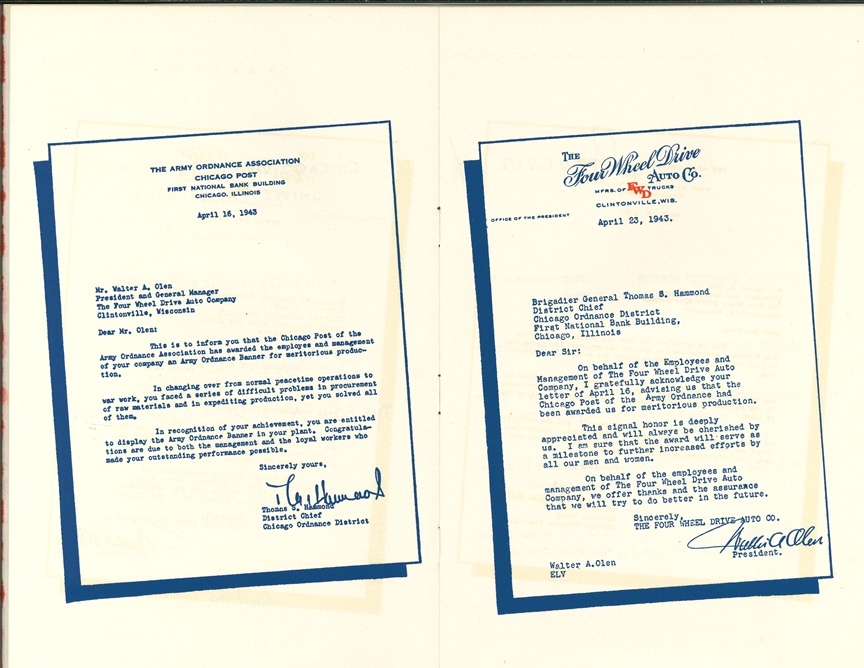 THE ARMY ORDNANCE ASSOCIATION
CHICAGO POST
FIRST NATIONAL BANK BUILDING
CHICAGO, ILLINOIS
April 16, 1943
Mr. Walter A. Olen
President and General Manager
The Four Wheel Drive Auto Company
Clintonville, Wisconsin
Dear Mr. Olen:
This is to inform you that the Chicago Post of the
Army Ordnance Association has awarded the employes and management
of your company an Army Ordnance Banner for meritorious produc-
tion.
In changing over from normal peacetime operations to
war work, you faced a series of difficult problems in procurement
of raw materials and in expediting production, yet you solved all
of them.
In recognition of your achievement, you are entitled
to display the Army Ordnance Banner in your plant. Congratula-
tions are due to both the management and the loyal workers who
made your outstanding performance possible.
Sincerely yours,
Thomas S. Hammond
District Chief
Chicago Ordnance District
THE
Four Wheel Drive
AUTO CO.
MFRS. OF FWD TRUCKS
CLINTONVILLE, WIS.
OFFICE OF THE PRESIDENT
April 23, 1943.
Brigadier General Thomas S. Hammond
District Chief
Chicago Ordnance District
First National Bank Building,
Chicago, Illinois
Dear Sir:
On behalf of the Employees and
Management of The Four Wheel Drive Auto
Company, I gratefully acknowledge your
letter of April 16, advising us that the
Chicago Post of the Army Ordnance had
been awarded us for meritorious production.
This signal honor is deeply
appreciated and will always be cherished by
us. I am sure that the award will serve as
a milestone to further increased efforts by
all our men and women.
On behalf of the employees and
management of The Four Wheel Drive Auto
Company, we offer thanks and the assurance
that we will try to do better in the future.
Sincerely,
THE FOUR WHEEL DRIVE AUTO CO.
Walter A Olen
President.
Walter A.Olen
ELV